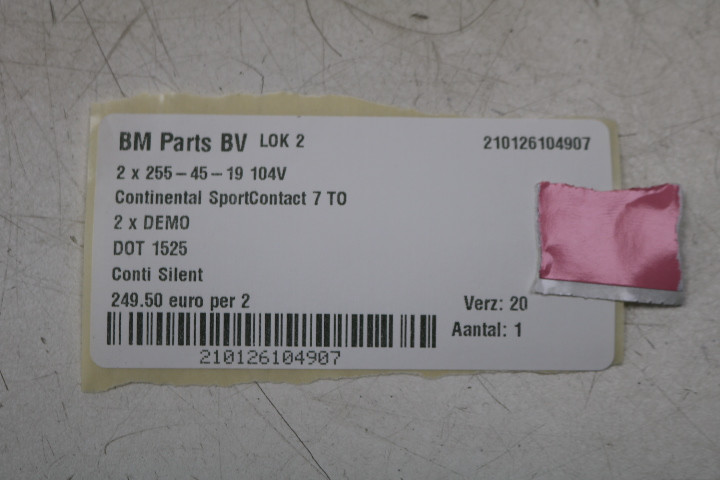 BM Parts BV LOK 2 210126104907
2 x 255-45-19 104V
Continental SportContact 7 TO
2 x DEMO
DOT 1525
Conti Silent
249.50 euro per 2 Verz: 20
Aantal: 1
210126104907